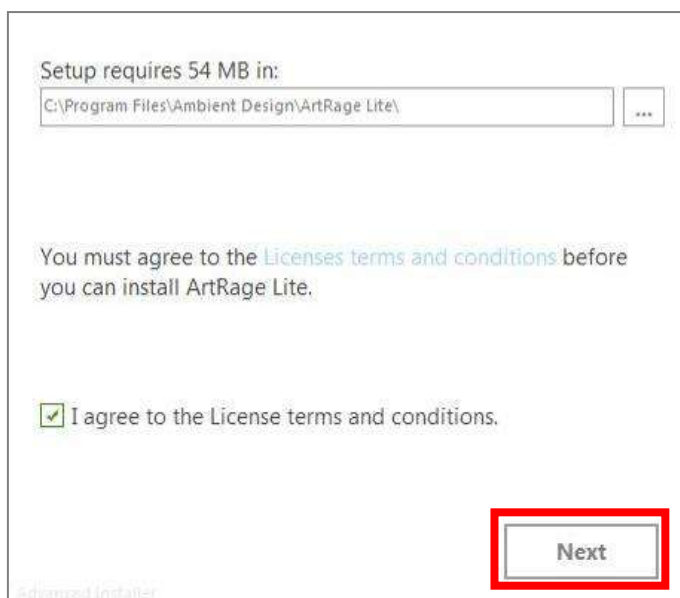 Setup requires 54 MB in:
C:\Program Files\Ambient Design\ArtRage Lite\
...
You must agree to the Licenses terms and conditions before
you can install ArtRage Lite.
I agree to the License terms and conditions.
Next
Advanced Installer